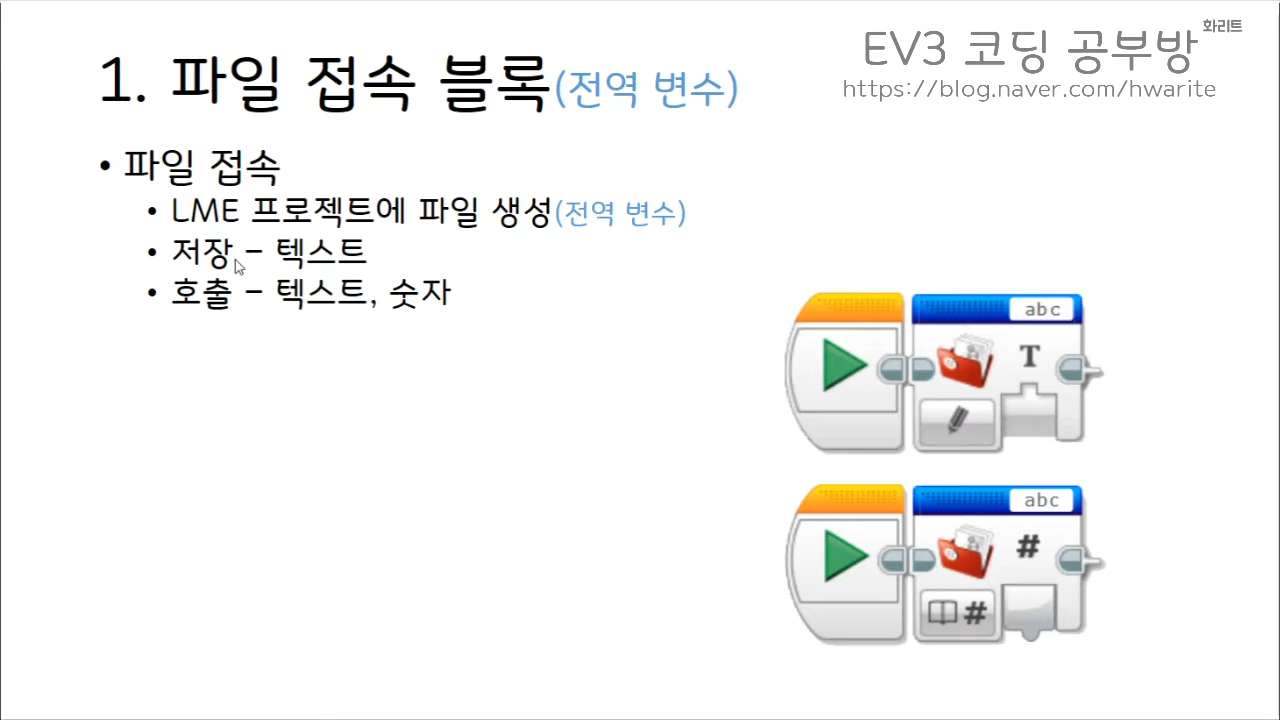 화리트
EV3 코딩 공부방
https://blog.naver.com/hwarite
1. 파일 접속 블록(전역 변수)
• 파일 접속
• LME 프로젝트에 파일 생성(전역 변수)
• 저장 – 텍스트
• 호출 – 텍스트, 숫자
abc
T
abc
#
#